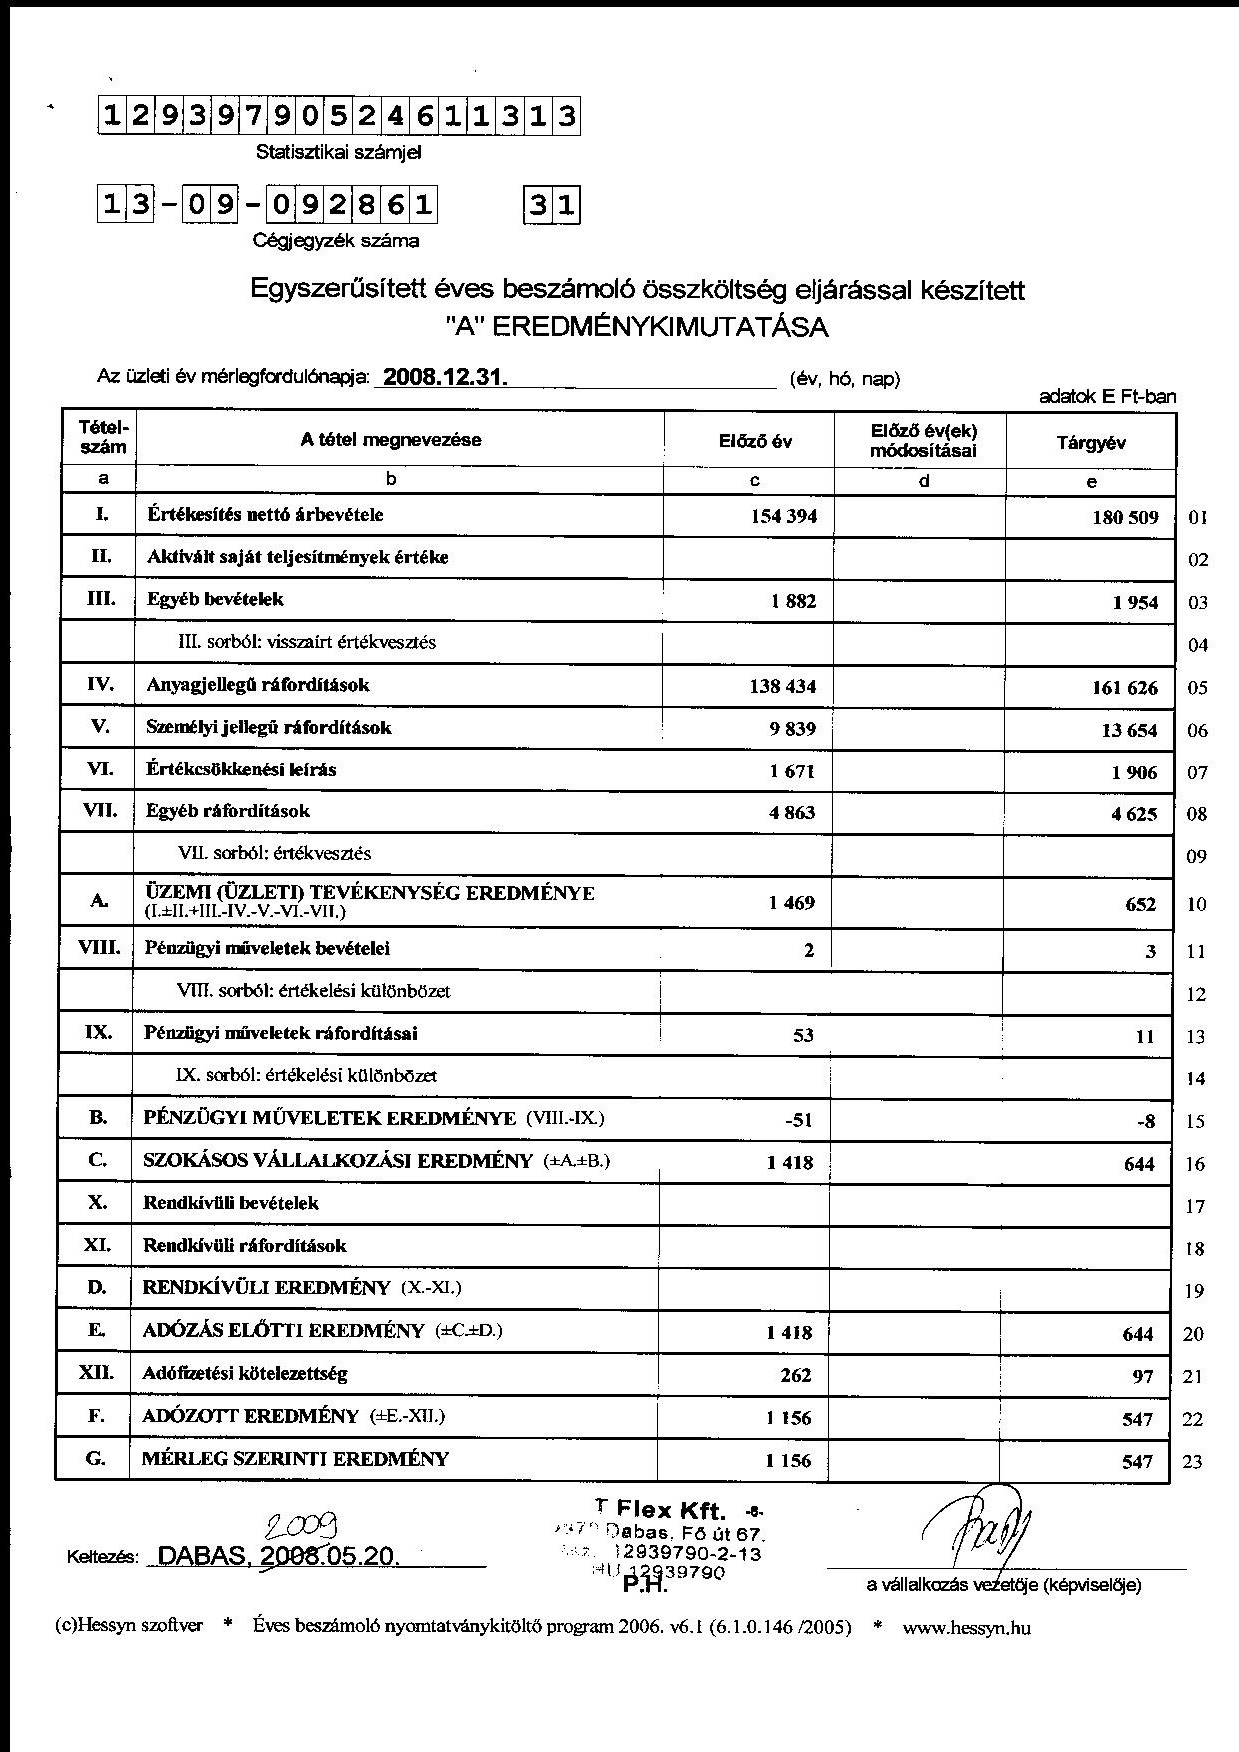 12939790524611313
Statisztikai számjel
13-09-092861 31
Cégjegyzék száma
Egyszerűsített éves beszámoló összköltség eljárással készített
"A" EREDMÉNYKIMUTATÁSA
Az üzleti év mérlegfordulónapja: 2008.12.31. (év, hó, nap)
adatok E Ft-ban
Tétel-szám A tétel megnevezése Előző év Előző év(ek) módosításai Tárgyév
a b c d e
I. Értékesítés nettó árbevétele 154 394 180 509 01
II. Aktivált saját teljesítmények értéke 02
III. Egyéb bevételek 1 882 1 954 03
III. sorból: visszaírt értékvesztés 04
IV. Anyagjellegű ráfordítások 138 434 161 626 05
V. Személyi jellegű ráfordítások 9 839 13 654 06
VI. Értékcsökkenési leírás 1 671 1 906 07
VII. Egyéb ráfordítások 4 863 4 625 08
VII. sorból: értékvesztés 09
A. ÜZEMI (ÜZLETI) TEVÉKENYSÉG EREDMÉNYE
(I.±II.+III.-IV.-V.-VI.-VII.) 1 469 652 10
VIII. Pénzügyi műveletek bevételei 2 3 11
VIII. sorból: értékelési különbözet 12
IX. Pénzügyi műveletek ráfordításai 53 11 13
IX. sorból: értékelési különbözet 14
B. PÉNZÜGYI MŰVELETEK EREDMÉNYE (VIII.-IX.) -51 -8 15
C. SZOKÁSOS VÁLLALKOZÁSI EREDMÉNY (±A.±B.) 1 418 644 16
X. Rendkívüli bevételek 17
XI. Rendkívüli ráfordítások 18
D. RENDKÍVÜLI EREDMÉNY (X.-XI.) 19
E. ADÓZÁS ELŐTTI EREDMÉNY (±C.±D.) 1 418 644 20
XII. Adófizetési kötelezettség 262 97 21
F. ADÓZOTT EREDMÉNY (±E.-XII.) 1 156 547 22
G. MÉRLEG SZERINTI EREDMÉNY 1 156 547 23
T Flex Kft. -6-
2009
Dabas, Fő út 67.
Keltezés: DABAS, 2008.05.20.
12939790-2-13
HU 12939790
P.H.
a vállalkozás vezetője (képviselője)
(c)Hessyn szoftver * Éves beszámoló nyomtatványkitöltő program 2006. v6.1 (6.1.0.146 /2005) * www.hessyn.hu